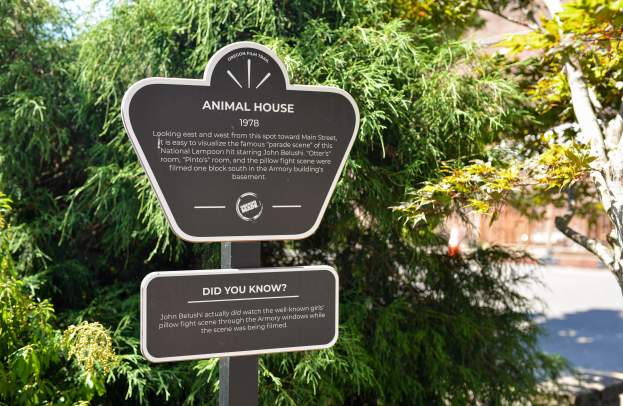 OREGON FILM TRAIL
ANIMAL HOUSE
1978
Looking east and west from this spot toward Main Street,
it is easy to visualize the famous "parade scene" of this
National Lampoon hit starring John Belushi. "Otter's"
room, "Pinto's" room, and the pillow fight scene were
filmed one block south in the Armory building's
basement.
DID YOU KNOW?
John Belushi actually did watch the well-known girls'
pillow fight scene through the Armory windows while
the scene was being filmed.